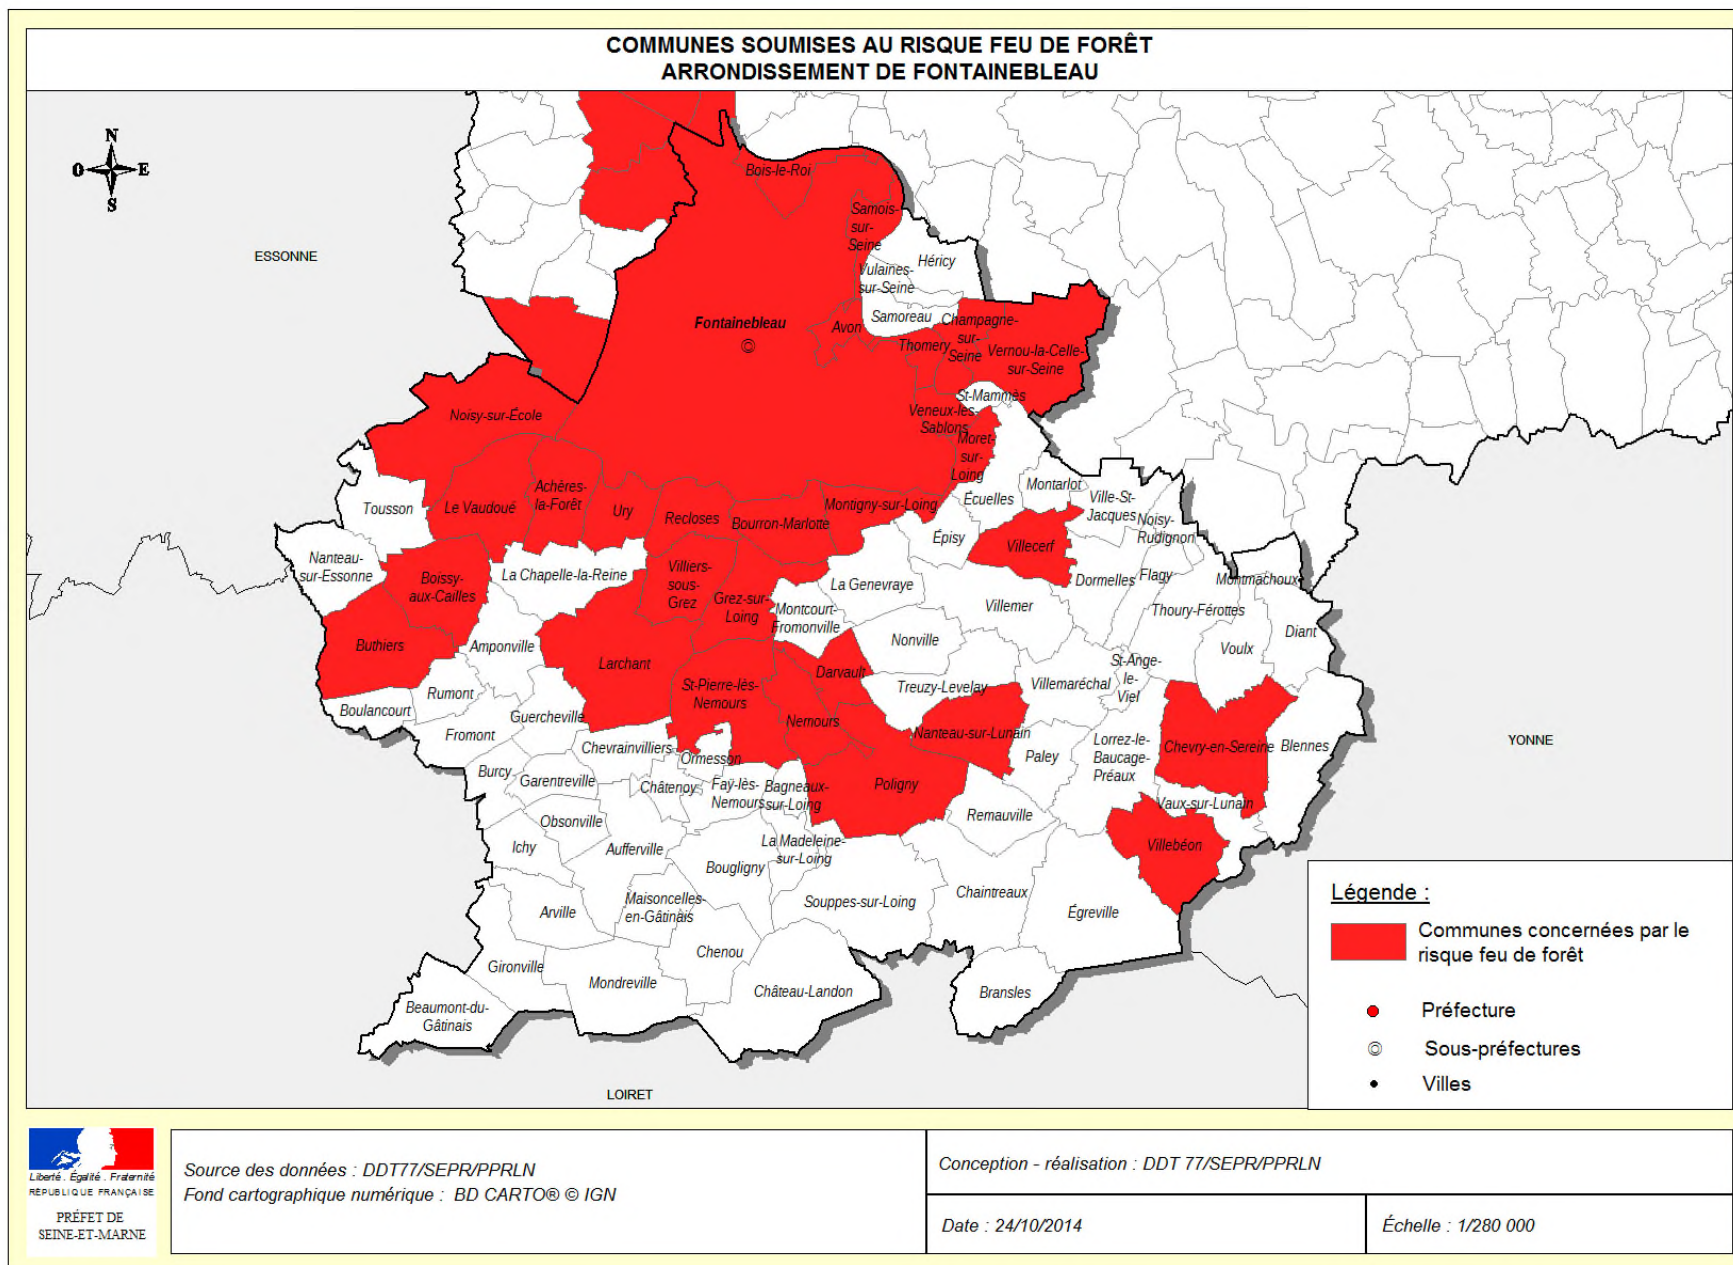 COMMUNES SOUMISES AU RISQUE FEU DE FORÊT
ARRONDISSEMENT DE FONTAINEBLEAU
N
O
E
S
ESSONNE
Bois-le-Roi
Samois-
sur-
Seine
Héricy
Vulaines-
sur-Seine
Samoreau
Fontainebleau
Avon
Champagne-
sur-
Seine
Thomery
Vernou-la-Celle-
sur-Seine
St-Mammès
Veneux-les-
Sablons
Moret-
sur-
Loing
Noisy-sur-École
Tousson
Le Vaudoué
Achères-
la-Forêt
Ury
Recloses
Bourron-Marlotte
Montigny-sur-Loing
Écuelles
Montarlot
Ville-St-
Jacques
Noisy-
Rudignon
Épisy
Villecerf
Nanteau-
sur-Essonne
Boissy-
aux-Cailles
La Chapelle-la-Reine
Villiers-
sous-
Grez
Grez-sur-
Loing
Montcourt-
Fromonville
La Genevraye
Villemer
Dormelles
Flagy
Montmachoux
Thoury-Férottes
Diant
Voulx
Buthiers
Amponville
Larchant
Nonville
Darvault
St-Ange-
le-
Viel
Villemaréchal
Treuzy-Levelay
Rumont
Boulancourt
St-Pierre-lès-
Nemours
Nemours
Guercheville
Fromont
Nanteau-sur-Lunain
Chevry-en-Sereine
Blennes
YONNE
Lorrez-le-
Baucage-
Préaux
Paley
Chevrainvilliers
Ormesson
Burcy
Garentreville
Châtenoy
Faÿ-lès-
Nemours
Bagneaux-
sur-Loing
Poligny
Vaux-sur-Lunain
Remauville
Obsonville
Ichy
Aufferville
La Madeleine-
sur-Loing
Bougligny
Villebéon
Maisoncelles-
en-Gâtinais
Arville
Souppes-sur-Loing
Chaintreaux
Égreville
Chenou
Gironville
Mondreville
Château-Landon
Bransles
Beaumont-du-
Gâtinais
LOIRET
Légende :
Communes concernées par le
risque feu de forêt
Préfecture
Sous-préfectures
Villes
Liberté . Égalité . Fraternité
RÉPUBLIQUE FRANÇAISE
PRÉFET DE
SEINE-ET-MARNE
Source des données : DDT77/SEPR/PPRLN
Fond cartographique numérique : BD CARTO® © IGN
Conception - réalisation : DDT 77/SEPR/PPRLN
Date : 24/10/2014
Échelle : 1/280 000